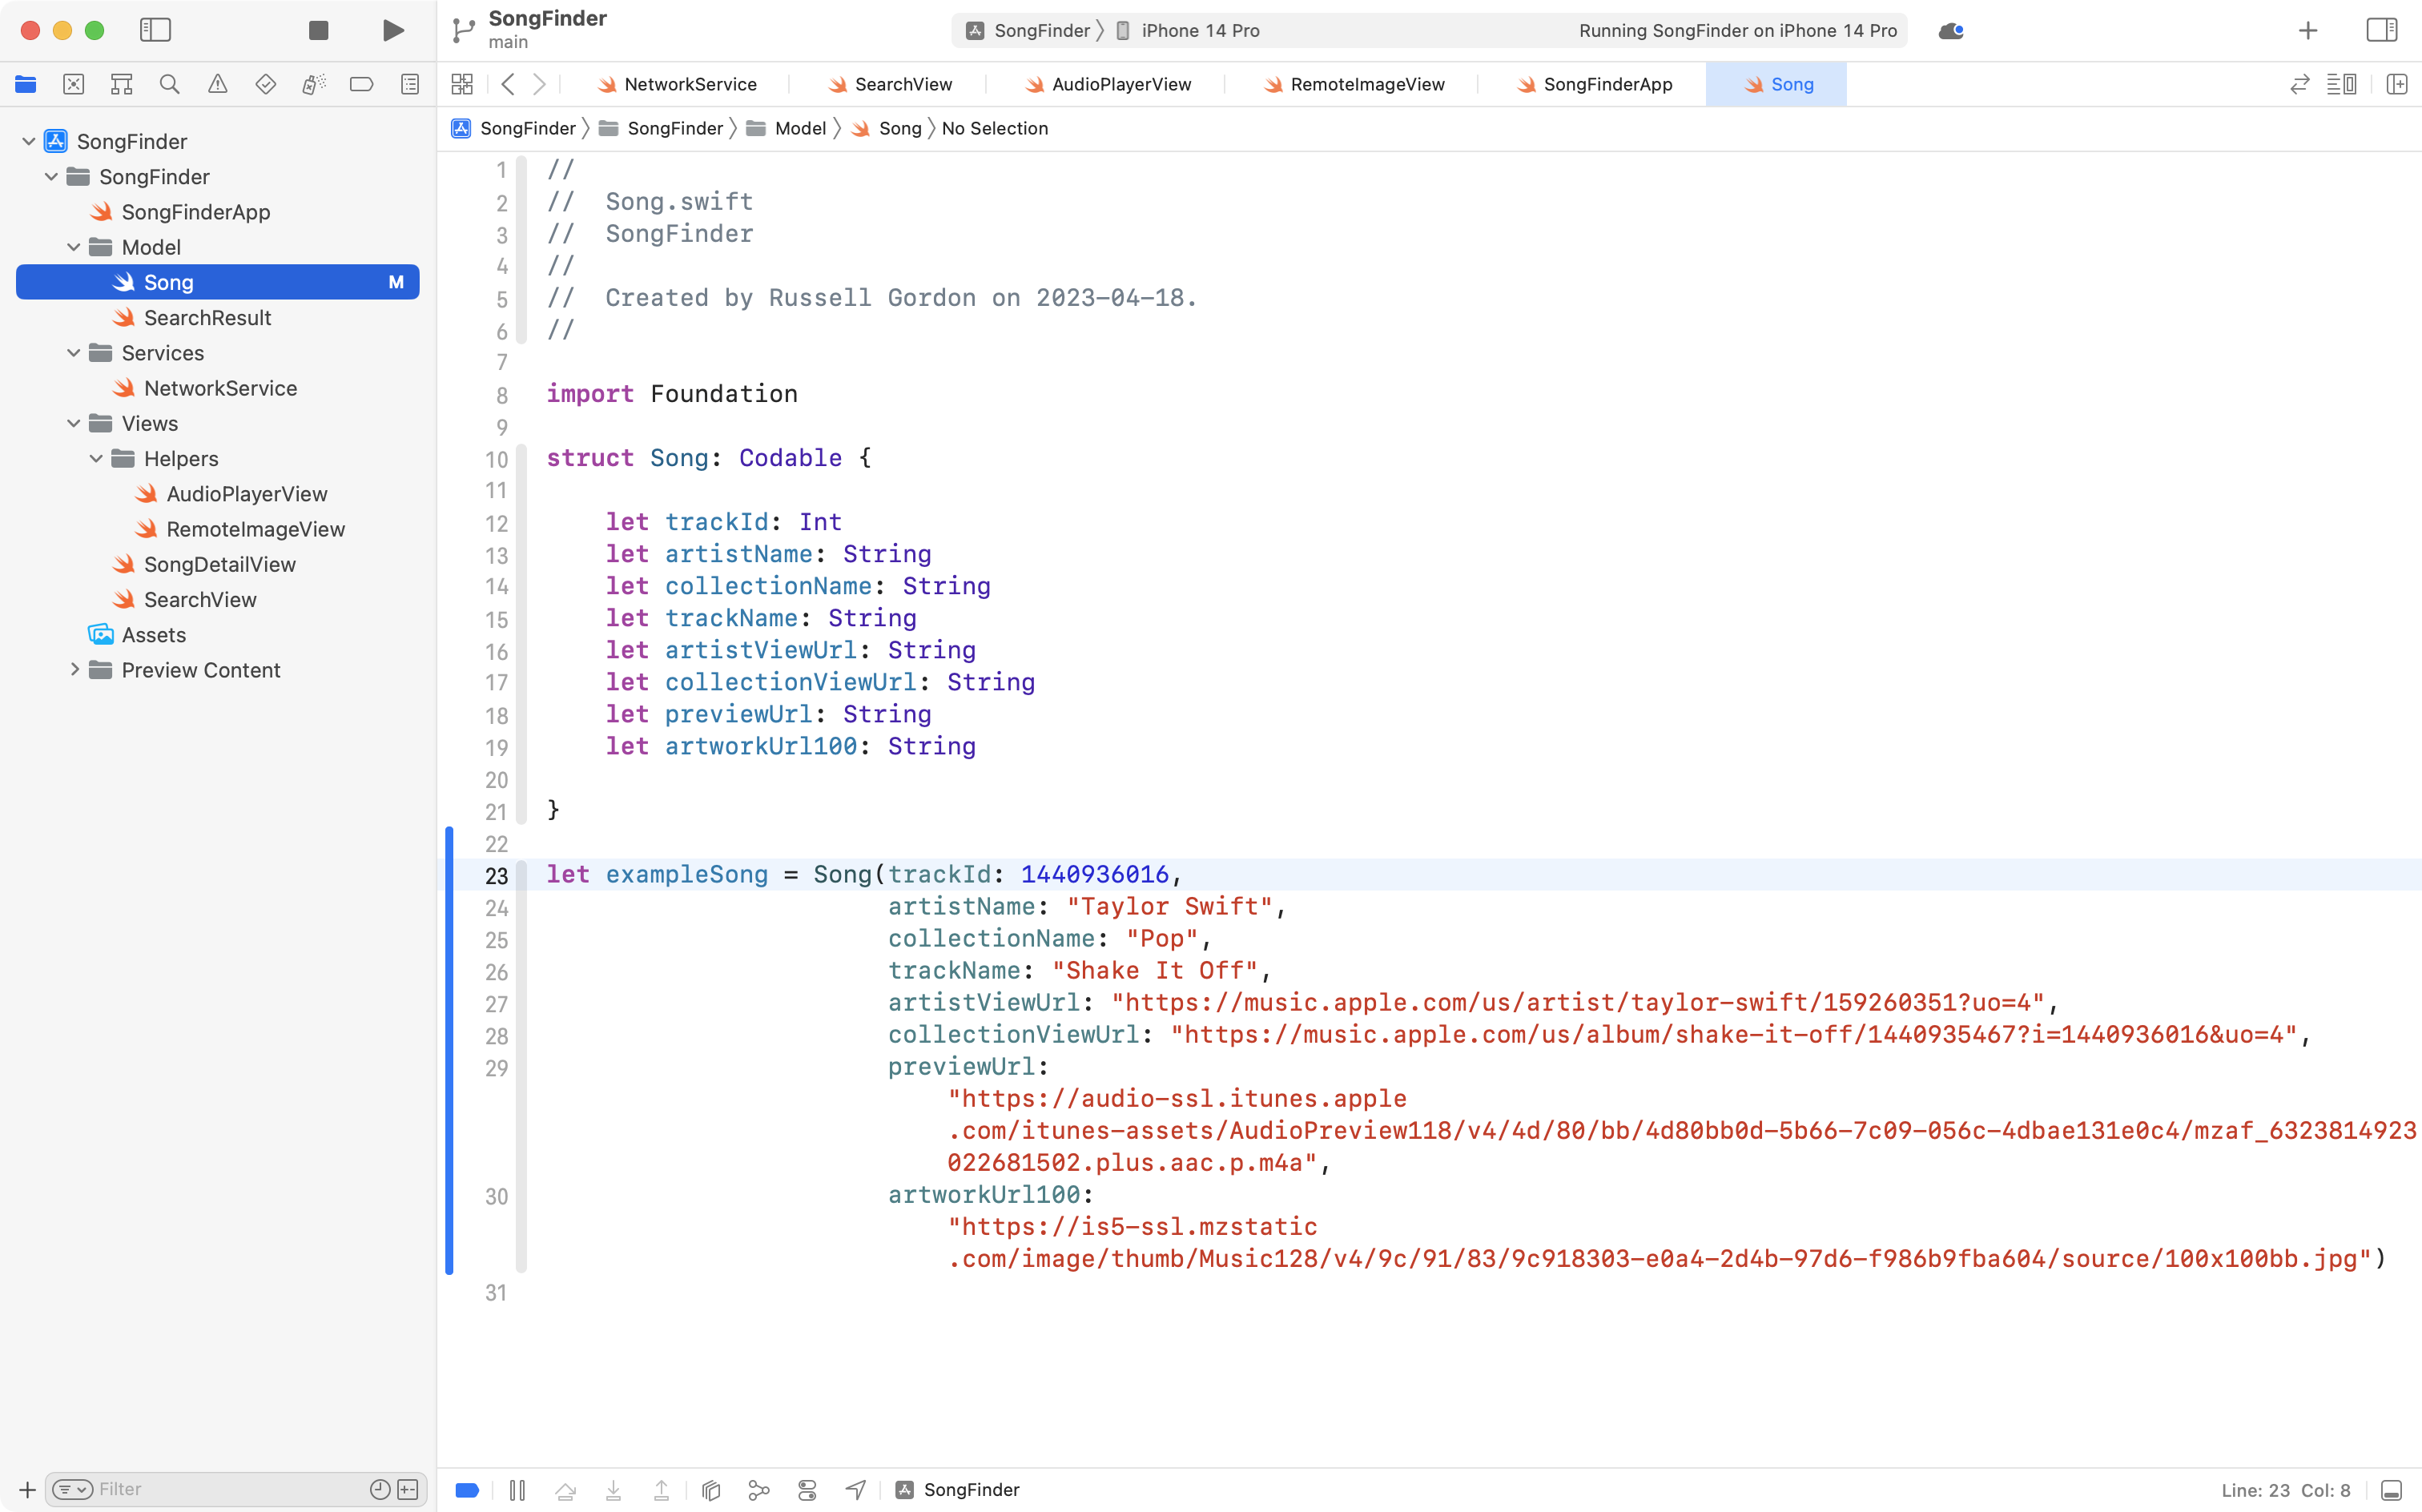 SongFinder
main
SongFinder
iPhone 14 Pro
Running SongFinder on iPhone 14 Pro
NetworkService
SearchView
AudioPlayerView
RemoteImageView
SongFinderApp
Song
SongFinder
SongFinder
Model
Song
No Selection
SongFinder
SongFinder
SongFinderApp
Model
Song M
SearchResult
Services
NetworkService
Views
Helpers
AudioPlayerView
RemoteImageView
SongDetailView
SearchView
Assets
Preview Content
Filter
1 //
2 //  Song.swift
3 //  SongFinder
4 //
5 //  Created by Russell Gordon on 2023-04-18.
6 //
7
8 import Foundation
9
10 struct Song: Codable {
11
12     let trackId: Int
13     let artistName: String
14     let collectionName: String
15     let trackName: String
16     let artistViewUrl: String
17     let collectionViewUrl: String
18     let previewUrl: String
19     let artworkUrl100: String
20
21 }
22
23 let exampleSong = Song(trackId: 1440936016,
24                        artistName: "Taylor Swift",
25                        collectionName: "Pop",
26                        trackName: "Shake It Off",
27                        artistViewUrl: "https://music.apple.com/us/artist/taylor-swift/159260351?uo=4",
28                        collectionViewUrl: "https://music.apple.com/us/album/shake-it-off/1440935467?i=1440936016&uo=4",
29                        previewUrl:
"https://audio-ssl.itunes.apple
.com/itunes-assets/AudioPreview118/v4/4d/80/bb/4d80bb0d-5b66-7c09-056c-4dbae131e0c4/mzaf_6323814923
022681502.plus.aac.p.m4a",
30                        artworkUrl100:
"https://is5-ssl.mzstatic
.com/image/thumb/Music128/v4/9c/91/83/9c918303-e0a4-2d4b-97d6-f986b9fba604/source/100x100bb.jpg")
31
SongFinder
Line: 23 Col: 8